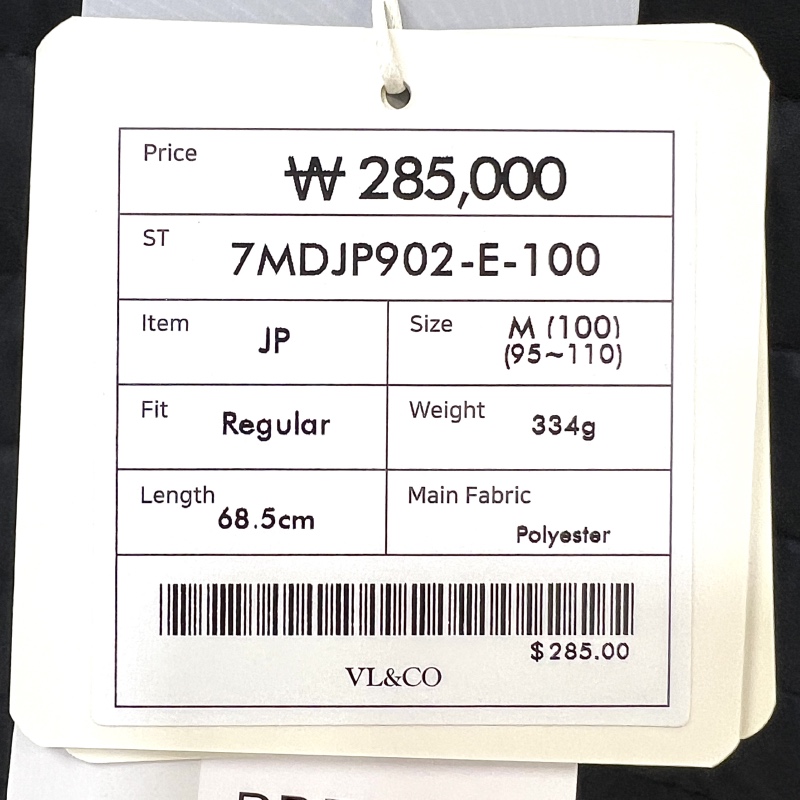 Price ₩ 285,000
ST 7MDJP902-E-100
Item JP
Size M (100)
(95~110)
Fit Regular
Weight 334g
Length 68.5cm
Main Fabric
Polyester
$285.00
VL&CO